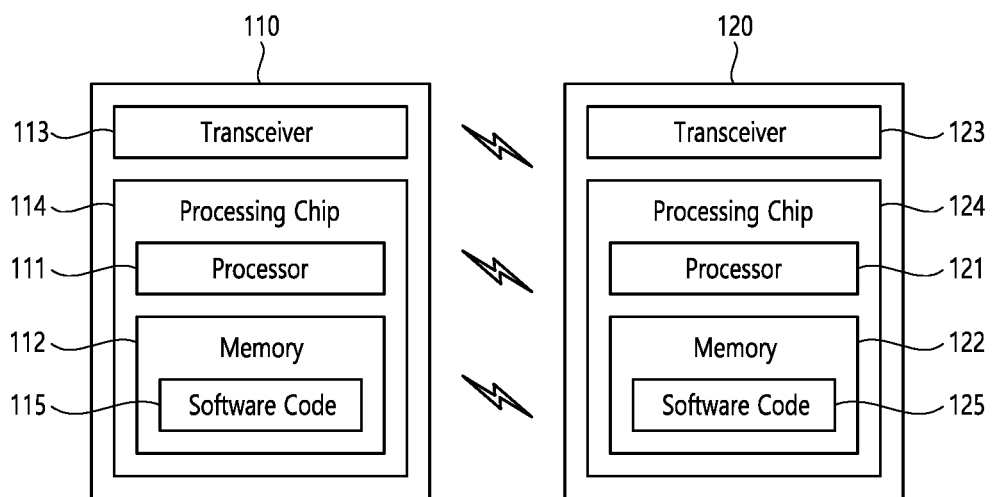 110 120
113 Transceiver Transceiver 123
114 Processing Chip Processing Chip 124
111 Processor Processor 121
112 Memory Memory 122
115 Software Code Software Code 125